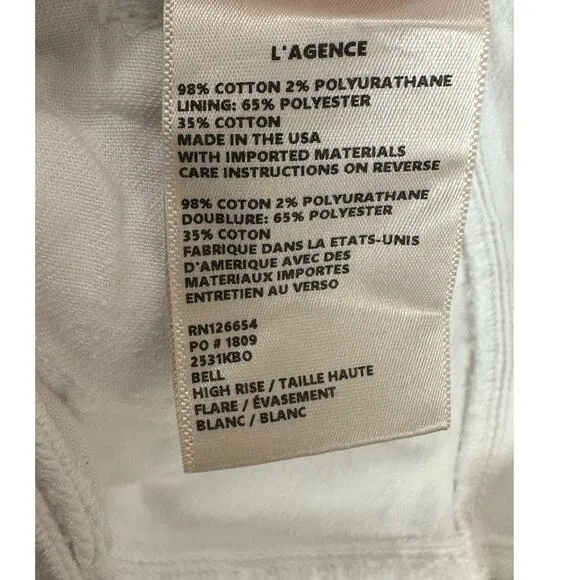 L'AGENCE
98% COTTON 2% POLYURATHANE
LINING: 65% POLYESTER
35% COTTON
MADE IN THE USA
WITH IMPORTED MATERIALS
CARE INSTRUCTIONS ON REVERSE
98% COTON 2% POLYURATHANE
DOUBLURE: 65% POLYESTER
35% COTON
FABRIQUE DANS LA ETATS-UNIS
D'AMERIQUE AVEC DES
MATERIAUX IMPORTES
ENTRETIEN AU VERSO
RN126654
PO # 1809
2531KBO
BELL
HIGH RISE / TAILLE HAUTE
FLARE / ÉVASEMENT
BLANC / BLANC